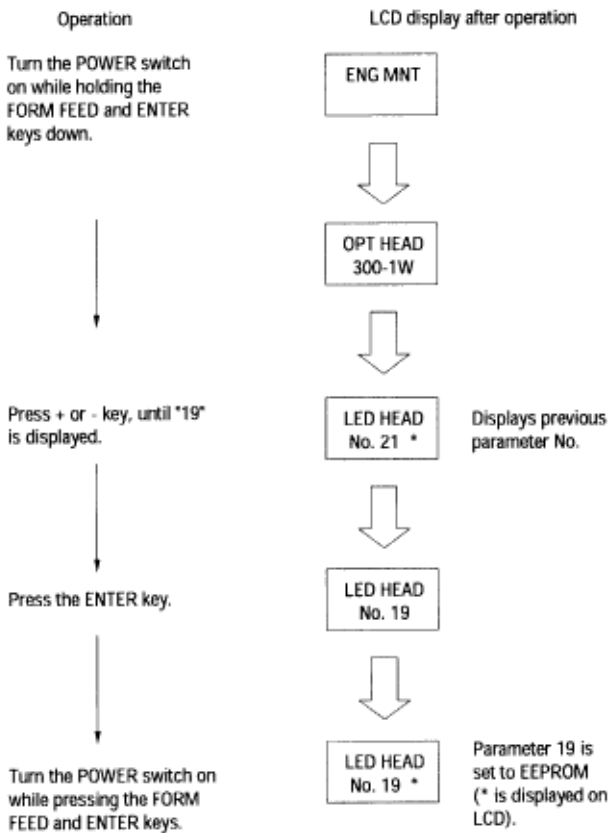 Operation
LCD display after operation
Turn the POWER switch
on while holding the
FORM FEED and ENTER
keys down.
ENG MNT
OPT HEAD
300-1W
Press + or - key, until "19"
is displayed.
LED HEAD
No. 21 *
Displays previous
parameter No.
Press the ENTER key.
LED HEAD
No. 19
Turn the POWER switch on
while pressing the FORM
FEED and ENTER keys.
LED HEAD
No. 19 *
Parameter 19 is
set to EEPROM
(* is displayed on
LCD).